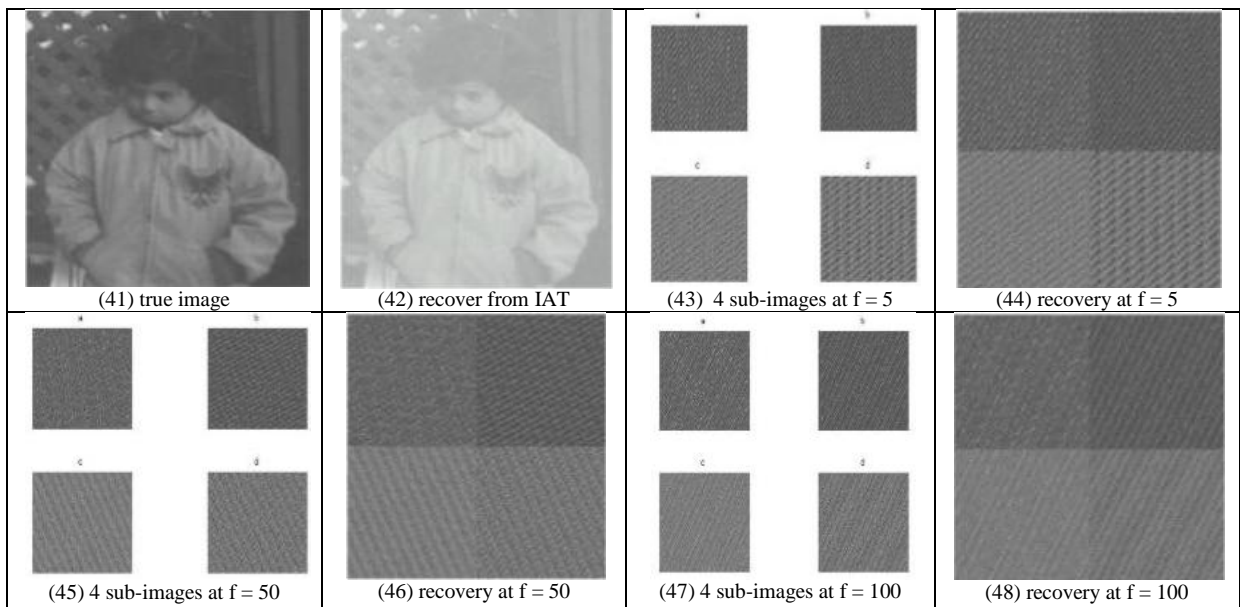 a b
c d
(41) true image (42) recover from IAT (43) 4 sub-images at f = 5 (44) recovery at f = 5
a b a b
c d c d
(45) 4 sub-images at f = 50 (46) recovery at f = 50 (47) 4 sub-images at f = 100 (48) recovery at f = 100